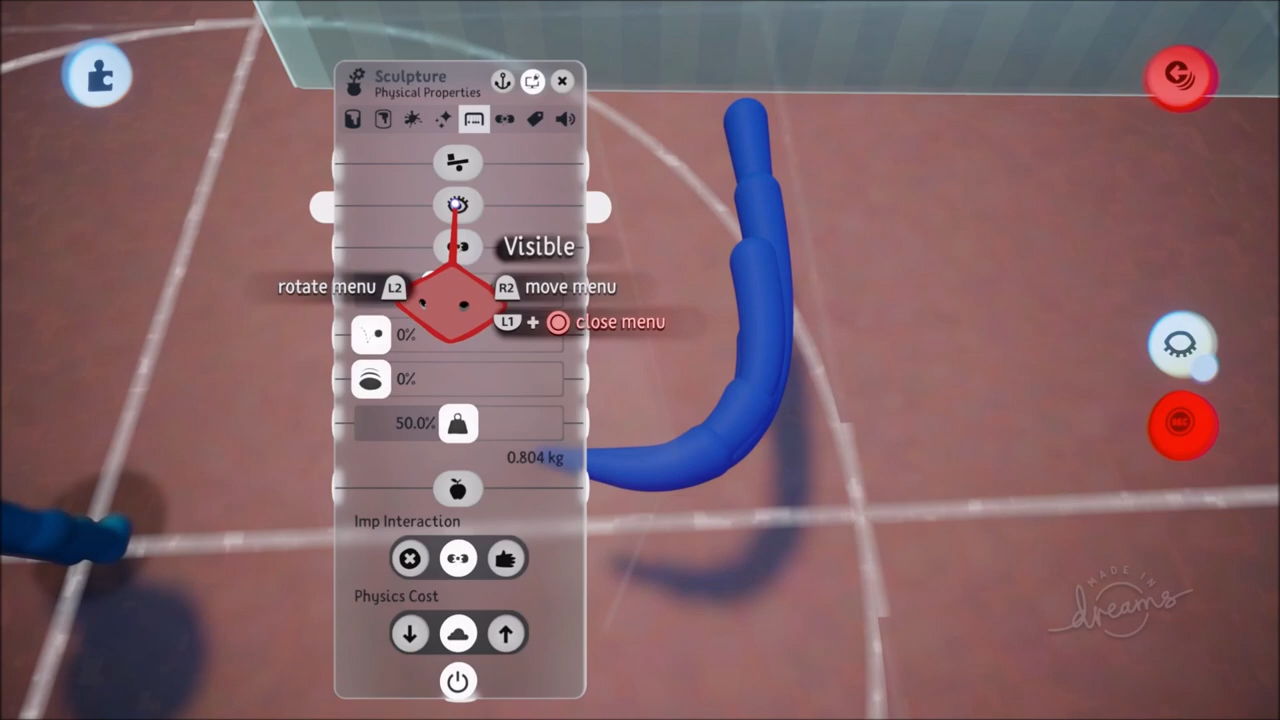 Sculpture
Physical Properties
Visible
rotate menu L2
R2 move menu
L1 + close menu
0%
0%
50.0%
0.804 kg
Imp Interaction
Physics Cost
REC
MADE IN
dreams